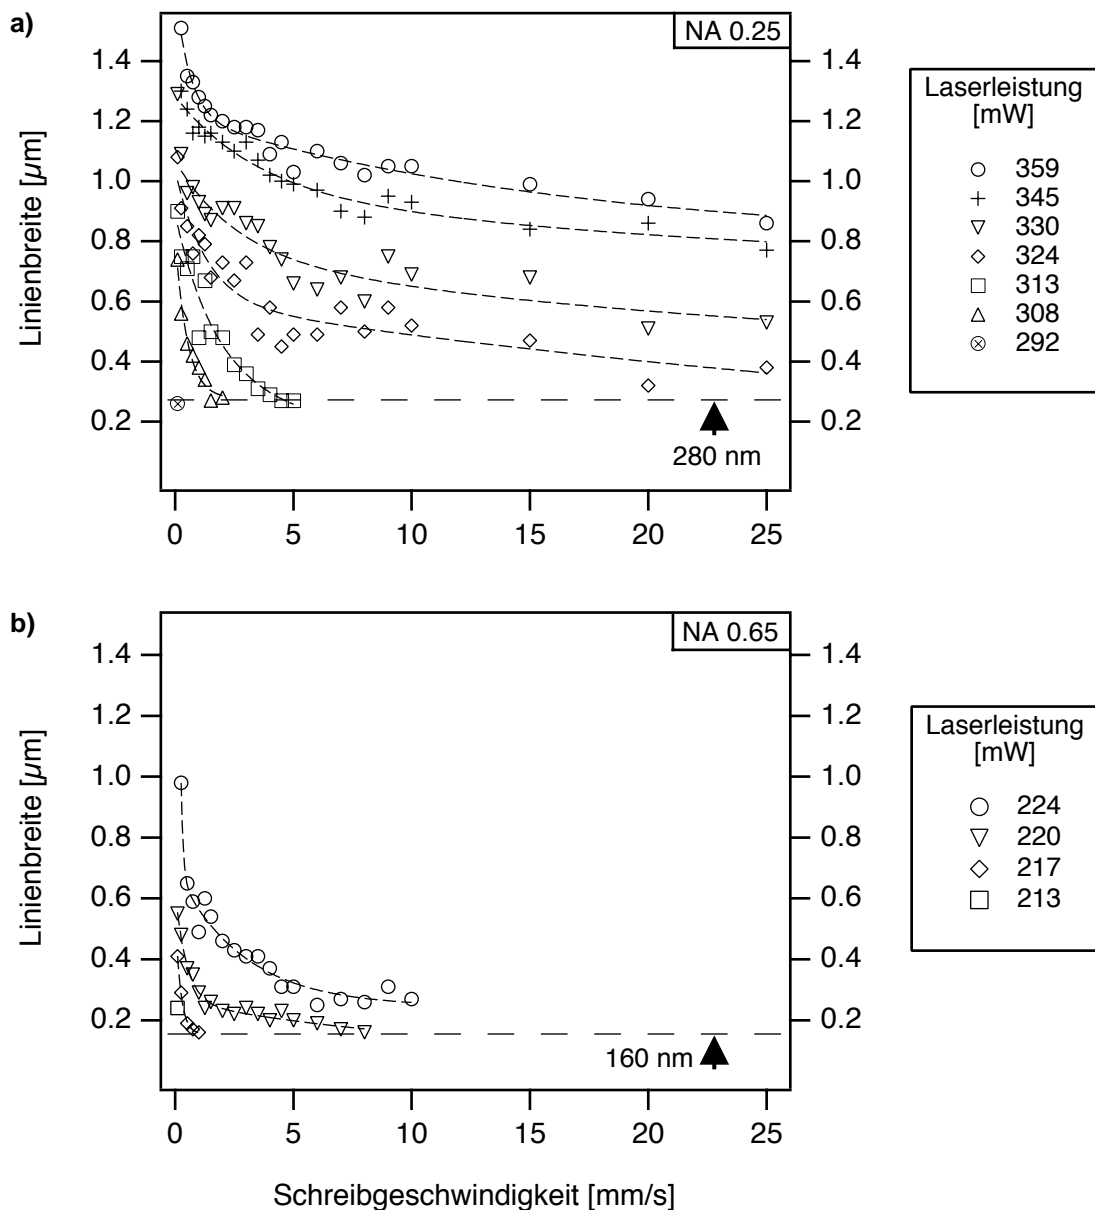 a)
NA 0.25
1.4 1.4
1.2 1.2
1.0 1.0
0.8 0.8
0.6 0.6
0.4 0.4
0.2 0.2
Linienbreite [µm]
280 nm
0 5 10 15 20 25
Laserleistung
[mW]
359
345
330
324
313
308
292
b)
NA 0.65
1.4 1.4
1.2 1.2
1.0 1.0
0.8 0.8
0.6 0.6
0.4 0.4
0.2 0.2
Linienbreite [µm]
160 nm
0 5 10 15 20 25
Schreibgeschwindigkeit [mm/s]
Laserleistung
[mW]
224
220
217
213